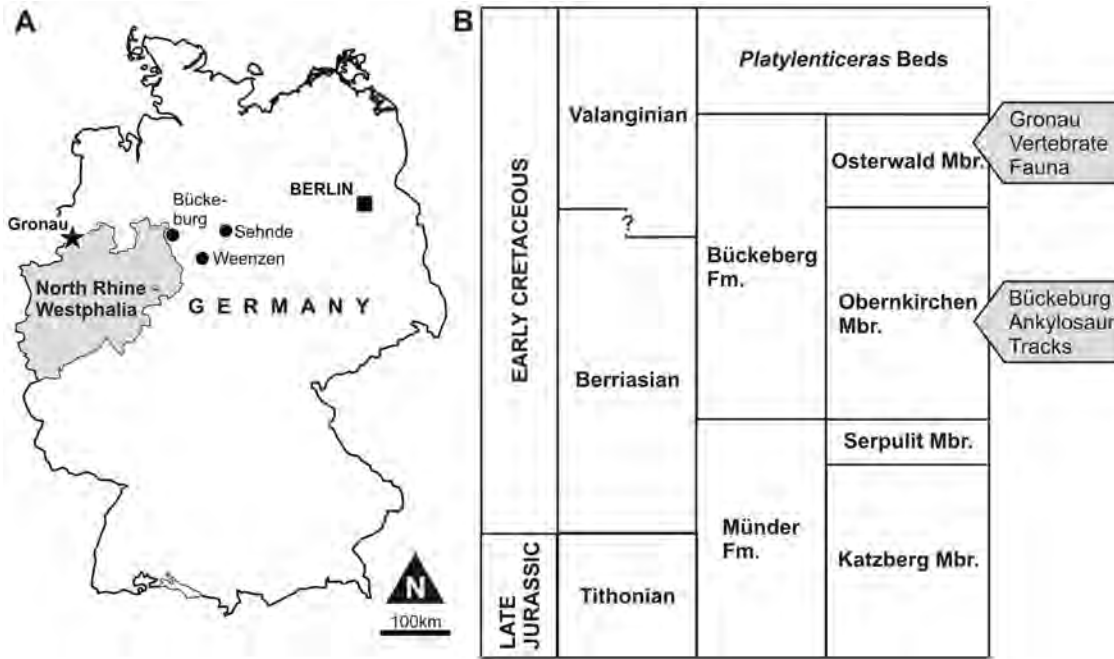 A
BERLIN
Bücke-
burg
Gronau
Sehnde
Weenzen
North Rhine -
Westphalia
GERMANY
N
100km
B
EARLY CRETACEOUS
LATE
JURASSIC
Valanginian
?
Berriasian
Tithonian
Platylenticeras Beds
Bückeberg
Fm.
Münder
Fm.
Osterwald Mbr.
Obernkirchen
Mbr.
Serpulit Mbr.
Katzberg Mbr.
Gronau
Vertebrate
Fauna
Bückeburg
Ankylosaur
Tracks